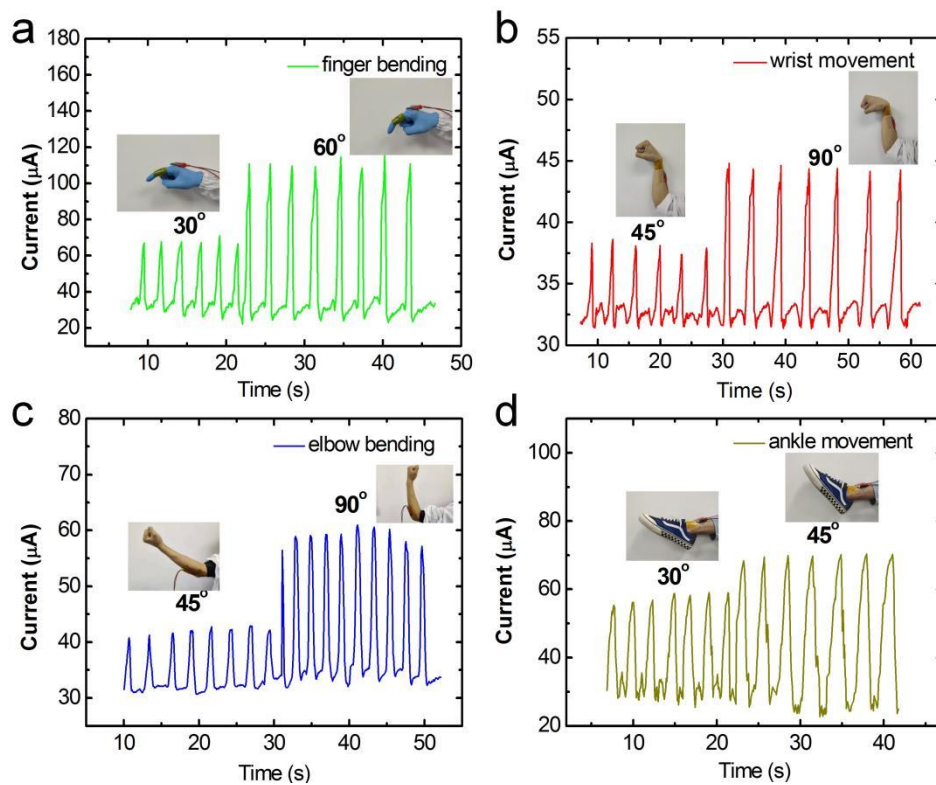 a
180
160
140
120
100
80
60
40
20
Current (µA)
finger bending
30°
60°
10 20 30 40 50
Time (s)
b
55
50
45
40
35
30
Current (µA)
wrist movement
45°
90°
10 20 30 40 50 60
Time (s)
c
80
70
60
50
40
30
Current (µA)
elbow bending
45°
90°
10 20 30 40 50
Time (s)
d
100
80
60
40
20
Current (µA)
ankle movement
30°
45°
10 20 30 40
Time (s)